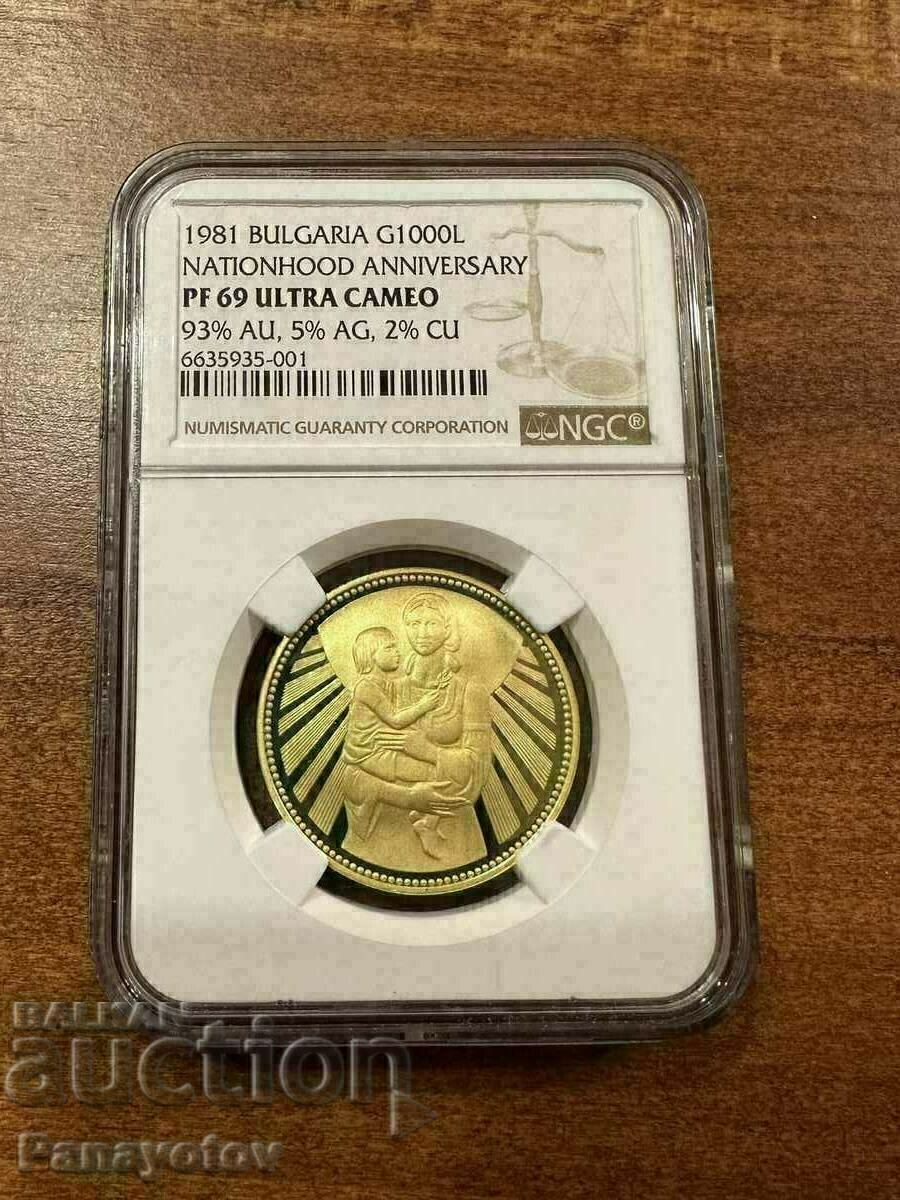 1981 BULGARIA G1000L
NATIONHOOD ANNIVERSARY
PF 69 ULTRA CAMEO
93% AU, 5% AG, 2% CU
6635935-001
NUMISMATIC GUARANTY CORPORATION
NGC®
BALKAN
auction
Panayotov